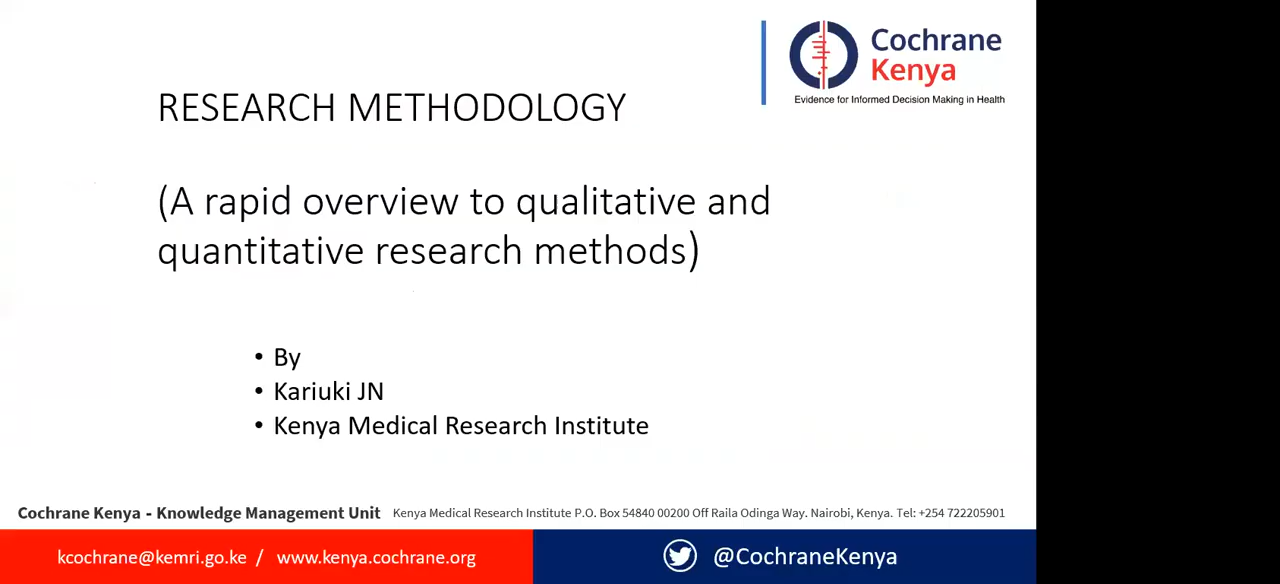 Cochrane
Kenya
Evidence for Informed Decision Making in Health
RESEARCH METHODOLOGY
(A rapid overview to qualitative and
quantitative research methods)
• By
• Kariuki JN
• Kenya Medical Research Institute
Cochrane Kenya - Knowledge Management Unit Kenya Medical Research Institute P.O. Box 54840 00200 Off Raila Odinga Way. Nairobi, Kenya. Tel: +254 722205901
kcochrane@kemri.go.ke / www.kenya.cochrane.org @CochraneKenya